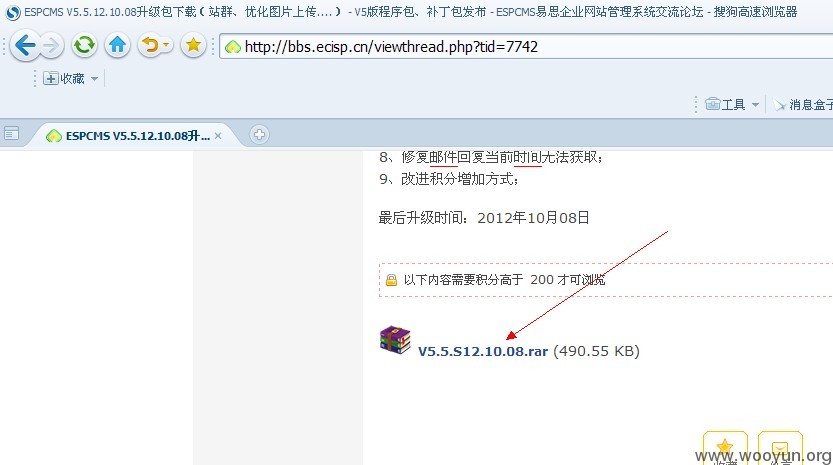 ESPCMS V5.5.12.10.08升级包下载（站群、优化图片上传....） - V5版程序包、补丁包发布 - ESPCMS易思企业网站管理系统交流论坛 - 搜狗高速浏览器
http://bbs.ecisp.cn/viewthread.php?tid=7742
收藏
工具 消息盒子
ESPCMS V5.5.12.10.08升...
8、修复邮件回复当前时间无法获取；
9、改进积分增加方式；
最后升级时间：2012年10月08日
以下内容需要积分高于 200 才可浏览
V5.5.S12.10.08.rar (490.55 KB)
www.wooyun.org